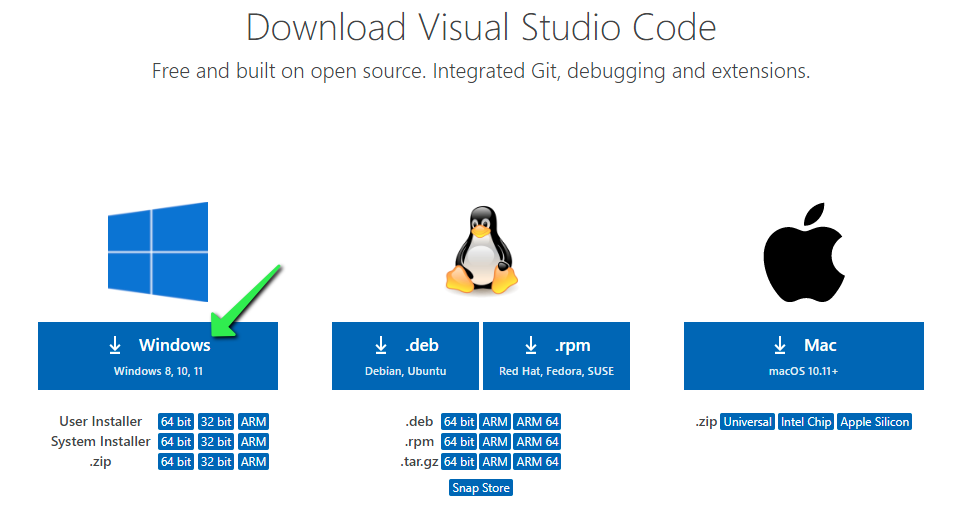 Download Visual Studio Code
Free and built on open source. Integrated Git, debugging and extensions.
Windows
Windows 8, 10, 11
User Installer 64 bit 32 bit ARM
System Installer 64 bit 32 bit ARM
.zip 64 bit 32 bit ARM
.deb
Debian, Ubuntu
.rpm
Red Hat, Fedora, SUSE
.deb 64 bit ARM ARM 64
.rpm 64 bit ARM ARM 64
.tar.gz 64 bit ARM ARM 64
Snap Store
Mac
macOS 10.11+
.zip Universal Intel Chip Apple Silicon